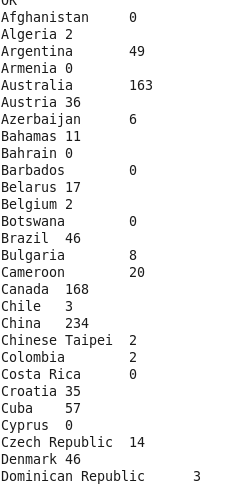 OK
Afghanistan 0
Algeria 2
Argentina 49
Armenia 0
Australia 163
Austria 36
Azerbaijan 6
Bahamas 11
Bahrain 0
Barbados 0
Belarus 17
Belgium 2
Botswana 0
Brazil 46
Bulgaria 8
Cameroon 20
Canada 168
Chile 3
China 234
Chinese Taipei 2
Colombia 2
Costa Rica 0
Croatia 35
Cuba 57
Cyprus 0
Czech Republic 14
Denmark 46
Dominican Republic 3